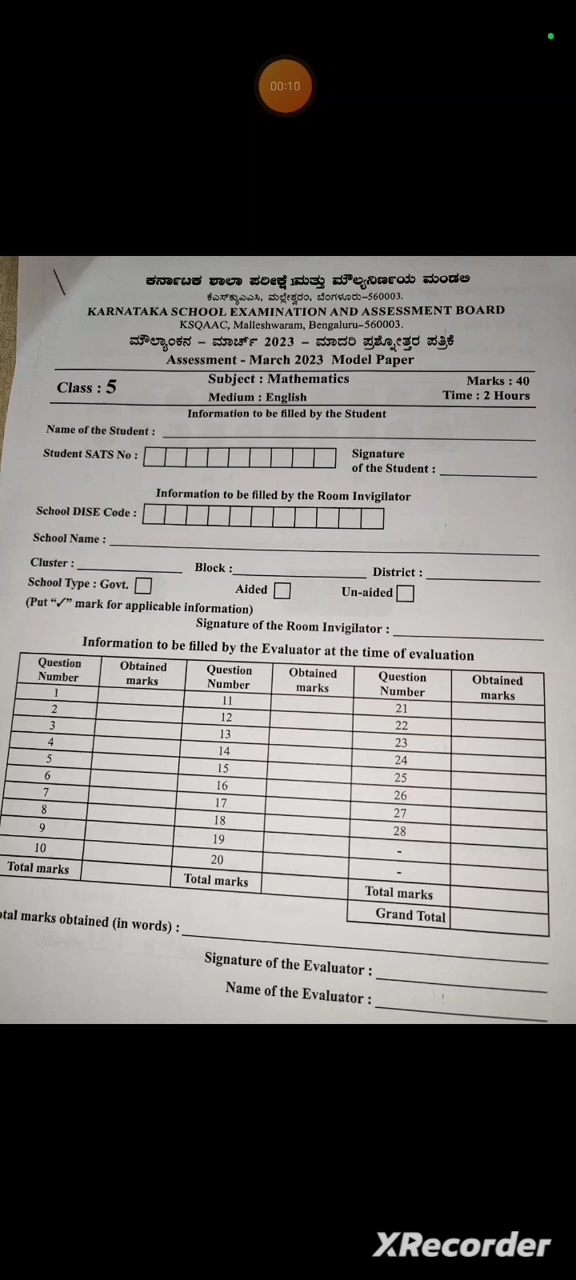 00:10
ಕರ್ನಾಟಕ ಶಾಲಾ ಪರೀಕ್ಷೆ ಮತ್ತು ಮೌಲ್ಯನಿರ್ಣಯ ಮಂಡಲಿ
ಕೆಎಸ್‌ಕ್ಯುಎಎಸಿ, ಮಲ್ಲೇಶ್ವರಂ, ಬೆಂಗಳೂರು-560003.
KARNATAKA SCHOOL EXAMINATION AND ASSESSMENT BOARD
KSQAAC, Malleshwaram, Bengaluru-560003.
ಮೌಲ್ಯಾಂಕನ – ಮಾರ್ಚ್ 2023 – ಮಾದರಿ ಪ್ರಶ್ನೋತ್ತರ ಪತ್ರಿಕೆ
Assessment - March 2023 Model Paper
Class : 5 Subject : Mathematics Marks : 40
Medium : English Time : 2 Hours
Information to be filled by the Student
Name of the Student :
Student SATS No : Signature
of the Student :
Information to be filled by the Room Invigilator
School DISE Code :
School Name :
Cluster : Block : District :
School Type : Govt. Aided Un-aided
(Put “✓” mark for applicable information)
Signature of the Room Invigilator :
Information to be filled by the Evaluator at the time of evaluation
Question Number Obtained marks Question Number Obtained marks Question Number Obtained marks
1 11 21
2 12 22
3 13 23
4 14 24
5 15 25
6 16 26
7 17 27
8 18 28
9 19 -
10 20 -
Total marks Total marks Total marks
Grand Total
otal marks obtained (in words) :
Signature of the Evaluator :
Name of the Evaluator :
XRecorder